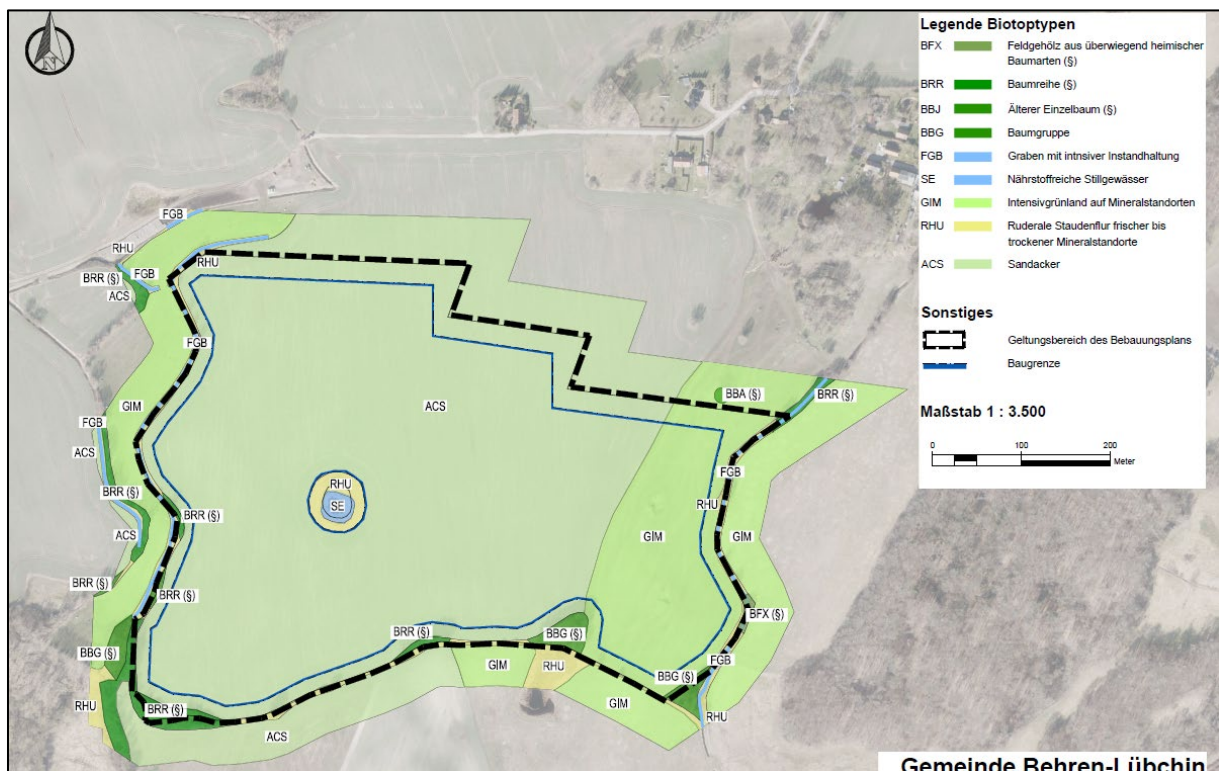 N
Legende Biotoptypen
BFX Feldgehölz aus überwiegend heimischer
Baumarten (§)
BRR Baumreihe (§)
BBJ Älterer Einzelbaum (§)
BBG Baumgruppe
FGB Graben mit intnsiver Instandhaltung
SE Nährstoffreiche Stillgewässer
GIM Intensivgrünland auf Mineralstandorten
RHU Ruderale Staudenflur frischer bis
trockener Mineralstandorte
ACS Sandacker
Sonstiges
Geltungsbereich des Bebauungsplans
Baugrenze
Maßstab 1 : 3.500
0 100 200
Meter
FGB
RHU
RHU
BRR (§)
FGB
ACS
FGB
GIM
ACS
BBA (§)
BRR (§)
FGB
ACS
FGB
BRR (§)
RHU
SE
RHU
BRR (§)
ACS
GIM
GIM
BRR (§)
BRR (§)
BFX (§)
BRR (§)
BBG (§)
BBG (§)
GIM
RHU
FGB
BBG (§)
RHU
BRR (§)
GIM
RHU
ACS
Gemeinde Behren-Lübchin